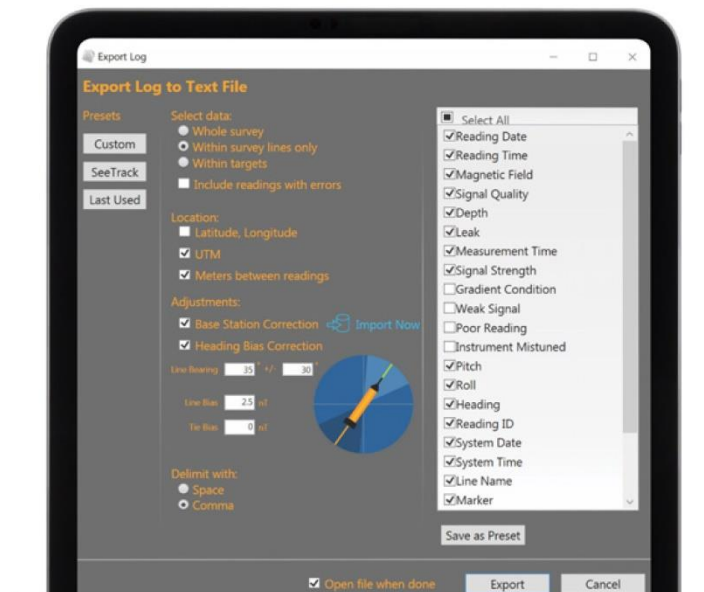 Export Log
Export Log to Text File
Presets
Custom
SeeTrack
Last Used
Select data:
Whole survey
Within survey lines only
Within targets
Include readings with errors
Location:
Latitude, Longitude
UTM
Meters between readings
Adjustments:
Base Station Correction Import Now
Heading Bias Correction
Line Bearing 35 ° +/- 30 °
Line Bias 2.5 nT
Tie Bias 0 nT
Delimit with:
Space
Comma
Select All
Reading Date
Reading Time
Magnetic Field
Signal Quality
Depth
Leak
Measurement Time
Signal Strength
Gradient Condition
Weak Signal
Poor Reading
Instrument Mistuned
Pitch
Roll
Heading
Reading ID
System Date
System Time
Line Name
Marker
Save as Preset
Open file when done
Export
Cancel